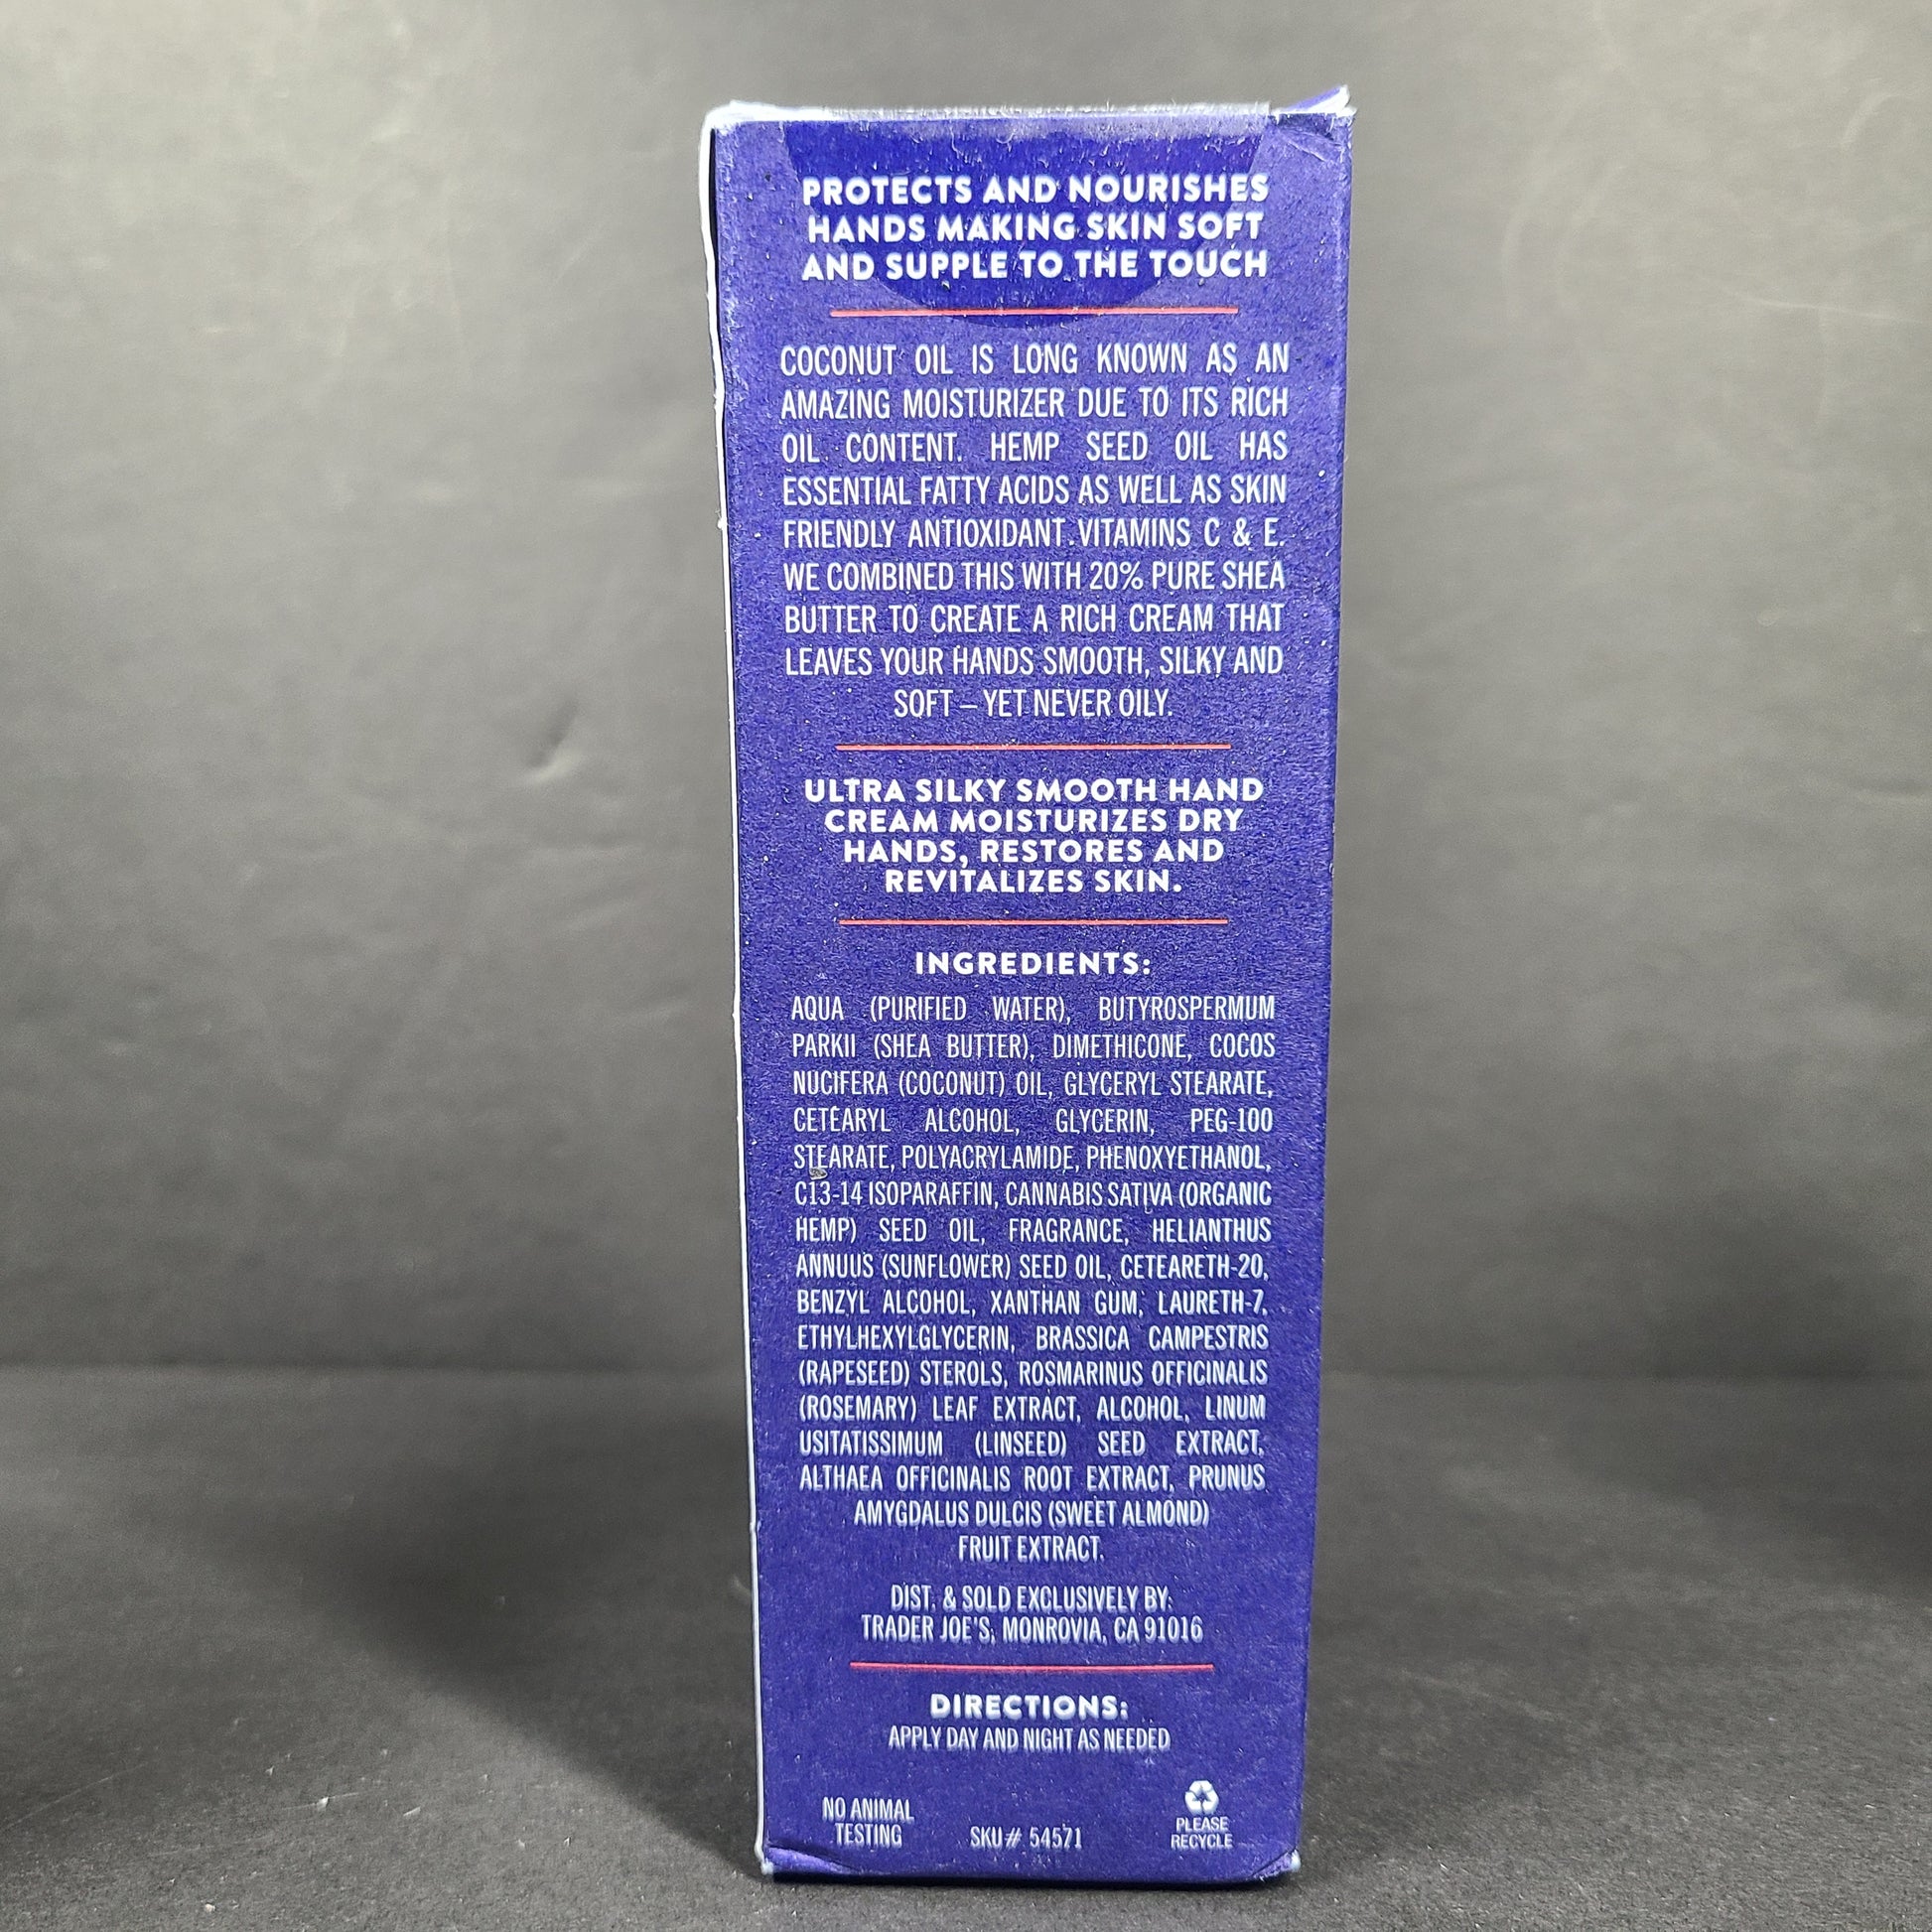 PROTECTS AND NOURISHES
HANDS MAKING SKIN SOFT
AND SUPPLE TO THE TOUCH
COCONUT OIL IS LONG KNOWN AS AN
AMAZING MOISTURIZER DUE TO ITS RICH
OIL CONTENT. HEMP SEED OIL HAS
ESSENTIAL FATTY ACIDS AS WELL AS SKIN
FRIENDLY ANTIOXIDANT VITAMINS C & E.
WE COMBINED THIS WITH 20% PURE SHEA
BUTTER TO CREATE A RICH CREAM THAT
LEAVES YOUR HANDS SMOOTH, SILKY AND
SOFT – YET NEVER OILY.
ULTRA SILKY SMOOTH HAND
CREAM MOISTURIZES DRY
HANDS, RESTORES AND
REVITALIZES SKIN.
INGREDIENTS:
AQUA (PURIFIED WATER), BUTYROSPERMUM
PARKII (SHEA BUTTER), DIMETHICONE, COCOS
NUCIFERA (COCONUT) OIL, GLYCERYL STEARATE,
CETEARYL ALCOHOL, GLYCERIN, PEG-100
STEARATE, POLYACRYLAMIDE, PHENOXYETHANOL,
C13-14 ISOPARAFFIN, CANNABIS SATIVA (ORGANIC
HEMP) SEED OIL, FRAGRANCE, HELIANTHUS
ANNUUS (SUNFLOWER) SEED OIL, CETEARETH-20,
BENZYL ALCOHOL, XANTHAN GUM, LAURETH-7,
ETHYLHEXYLGLYCERIN, BRASSICA CAMPESTRIS
(RAPESEED) STEROLS, ROSMARINUS OFFICINALIS
(ROSEMARY) LEAF EXTRACT, ALCOHOL, LINUM
USITATISSIMUM (LINSEED) SEED EXTRACT,
ALTHAEA OFFICINALIS ROOT EXTRACT, PRUNUS
AMYGDALUS DULCIS (SWEET ALMOND)
FRUIT EXTRACT.
DIST. & SOLD EXCLUSIVELY BY:
TRADER JOE'S, MONROVIA, CA 91016
DIRECTIONS:
APPLY DAY AND NIGHT AS NEEDED
NO ANIMAL
TESTING
SKU# 54571
PLEASE
RECYCLE